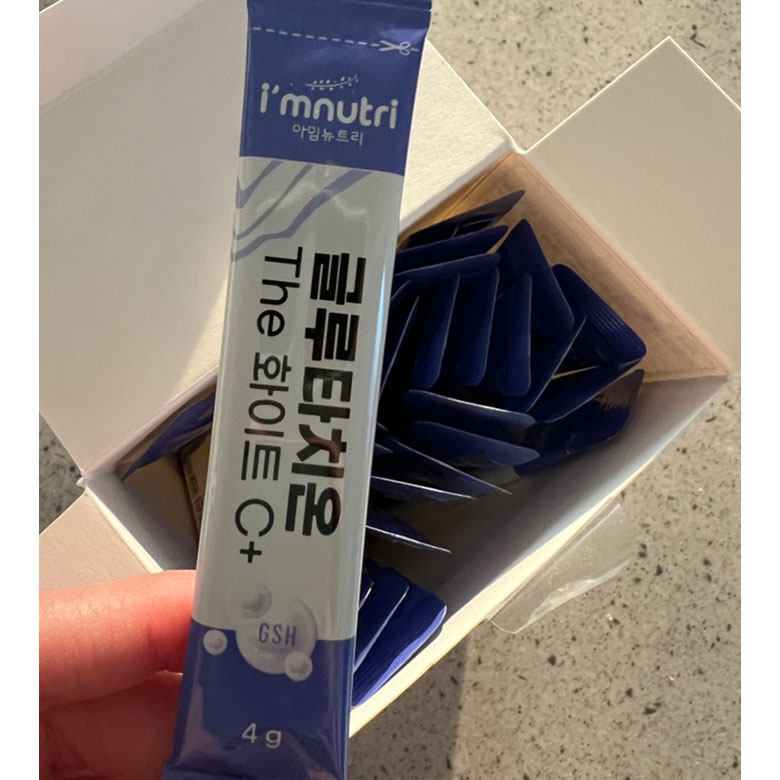 i'mnutri
아임뉴트리
글루타치온
The 화이트 C+
GSH
4g